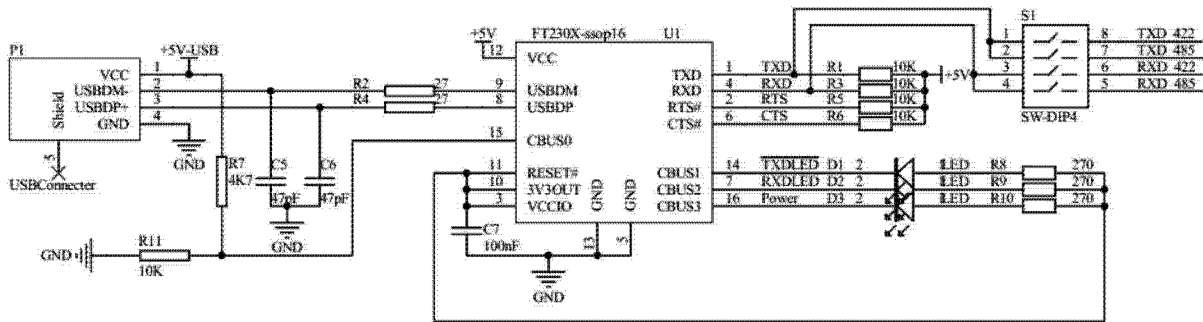 P1
+5V-USB
VCC 1
USBDM- 2
USBDP+ 3
GND 4
Shield
5
USBConnecter
GND
R7
4K7
R11
10K
GND
C5
47pF
C6
47pF
GND
R2 27
R4 27
+5V
FT230X-ssop16 U1
12 VCC
9 USBDM
8 USBDP
15 CBUS0
11 RESET#
10 3V3OUT
3 VCCIO
GND 13
GND 5
C7
100nF
GND
TXD 1 TXD R1 10K
RXD 4 RXD R3 10K
RTS# 2 RTS R5 10K
CTS# 6 CTS R6 10K
+5V
CBUS1 14 TXDLED D1 2 1 LED R8 270
CBUS2 7 RXDLED D2 2 1 LED R9 270
CBUS3 16 Power D3 2 1 LED R10 270
S1
1 8 TXD 422
2 7 TXD 485
3 6 RXD 422
4 5 RXD 485
SW-DIP4